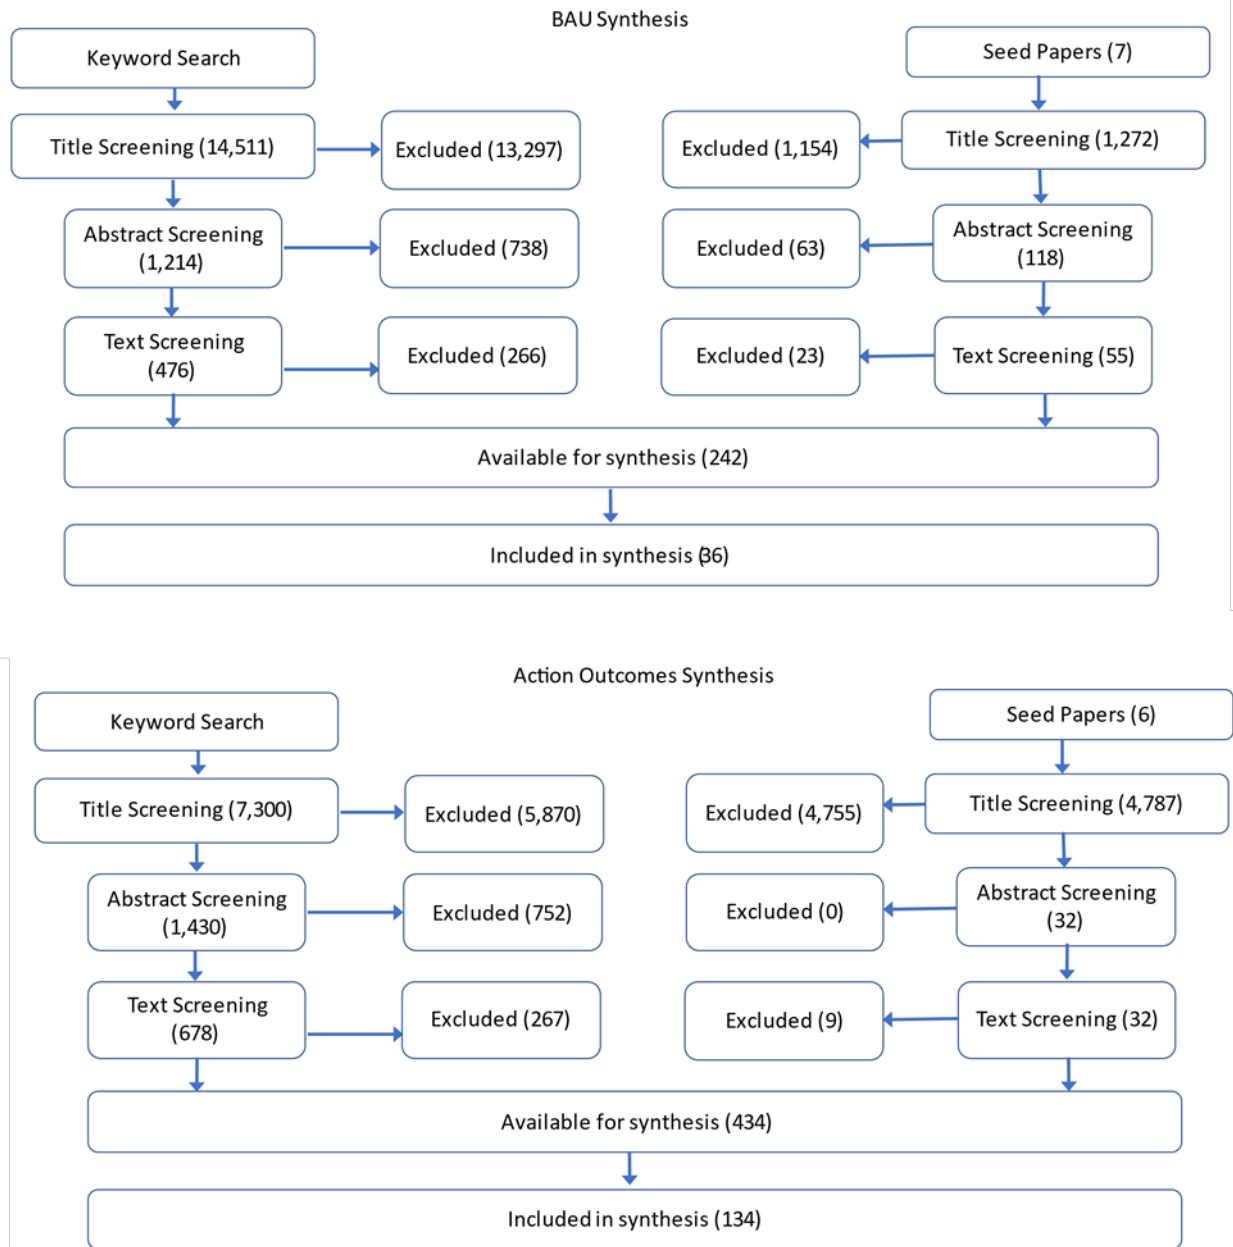 BAU Synthesis
Keyword Search
Seed Papers (7)
Title Screening (14,511)
Excluded (13,297)
Excluded (1,154)
Title Screening (1,272)
Abstract Screening
(1,214)
Excluded (738)
Excluded (63)
Abstract Screening
(118)
Text Screening
(476)
Excluded (266)
Excluded (23)
Text Screening (55)
Available for synthesis (242)
Included in synthesis (36)
Action Outcomes Synthesis
Keyword Search
Seed Papers (6)
Title Screening (7,300)
Excluded (5,870)
Excluded (4,755)
Title Screening (4,787)
Abstract Screening
(1,430)
Excluded (752)
Excluded (0)
Abstract Screening
(32)
Text Screening
(678)
Excluded (267)
Excluded (9)
Text Screening (32)
Available for synthesis (434)
Included in synthesis (134)